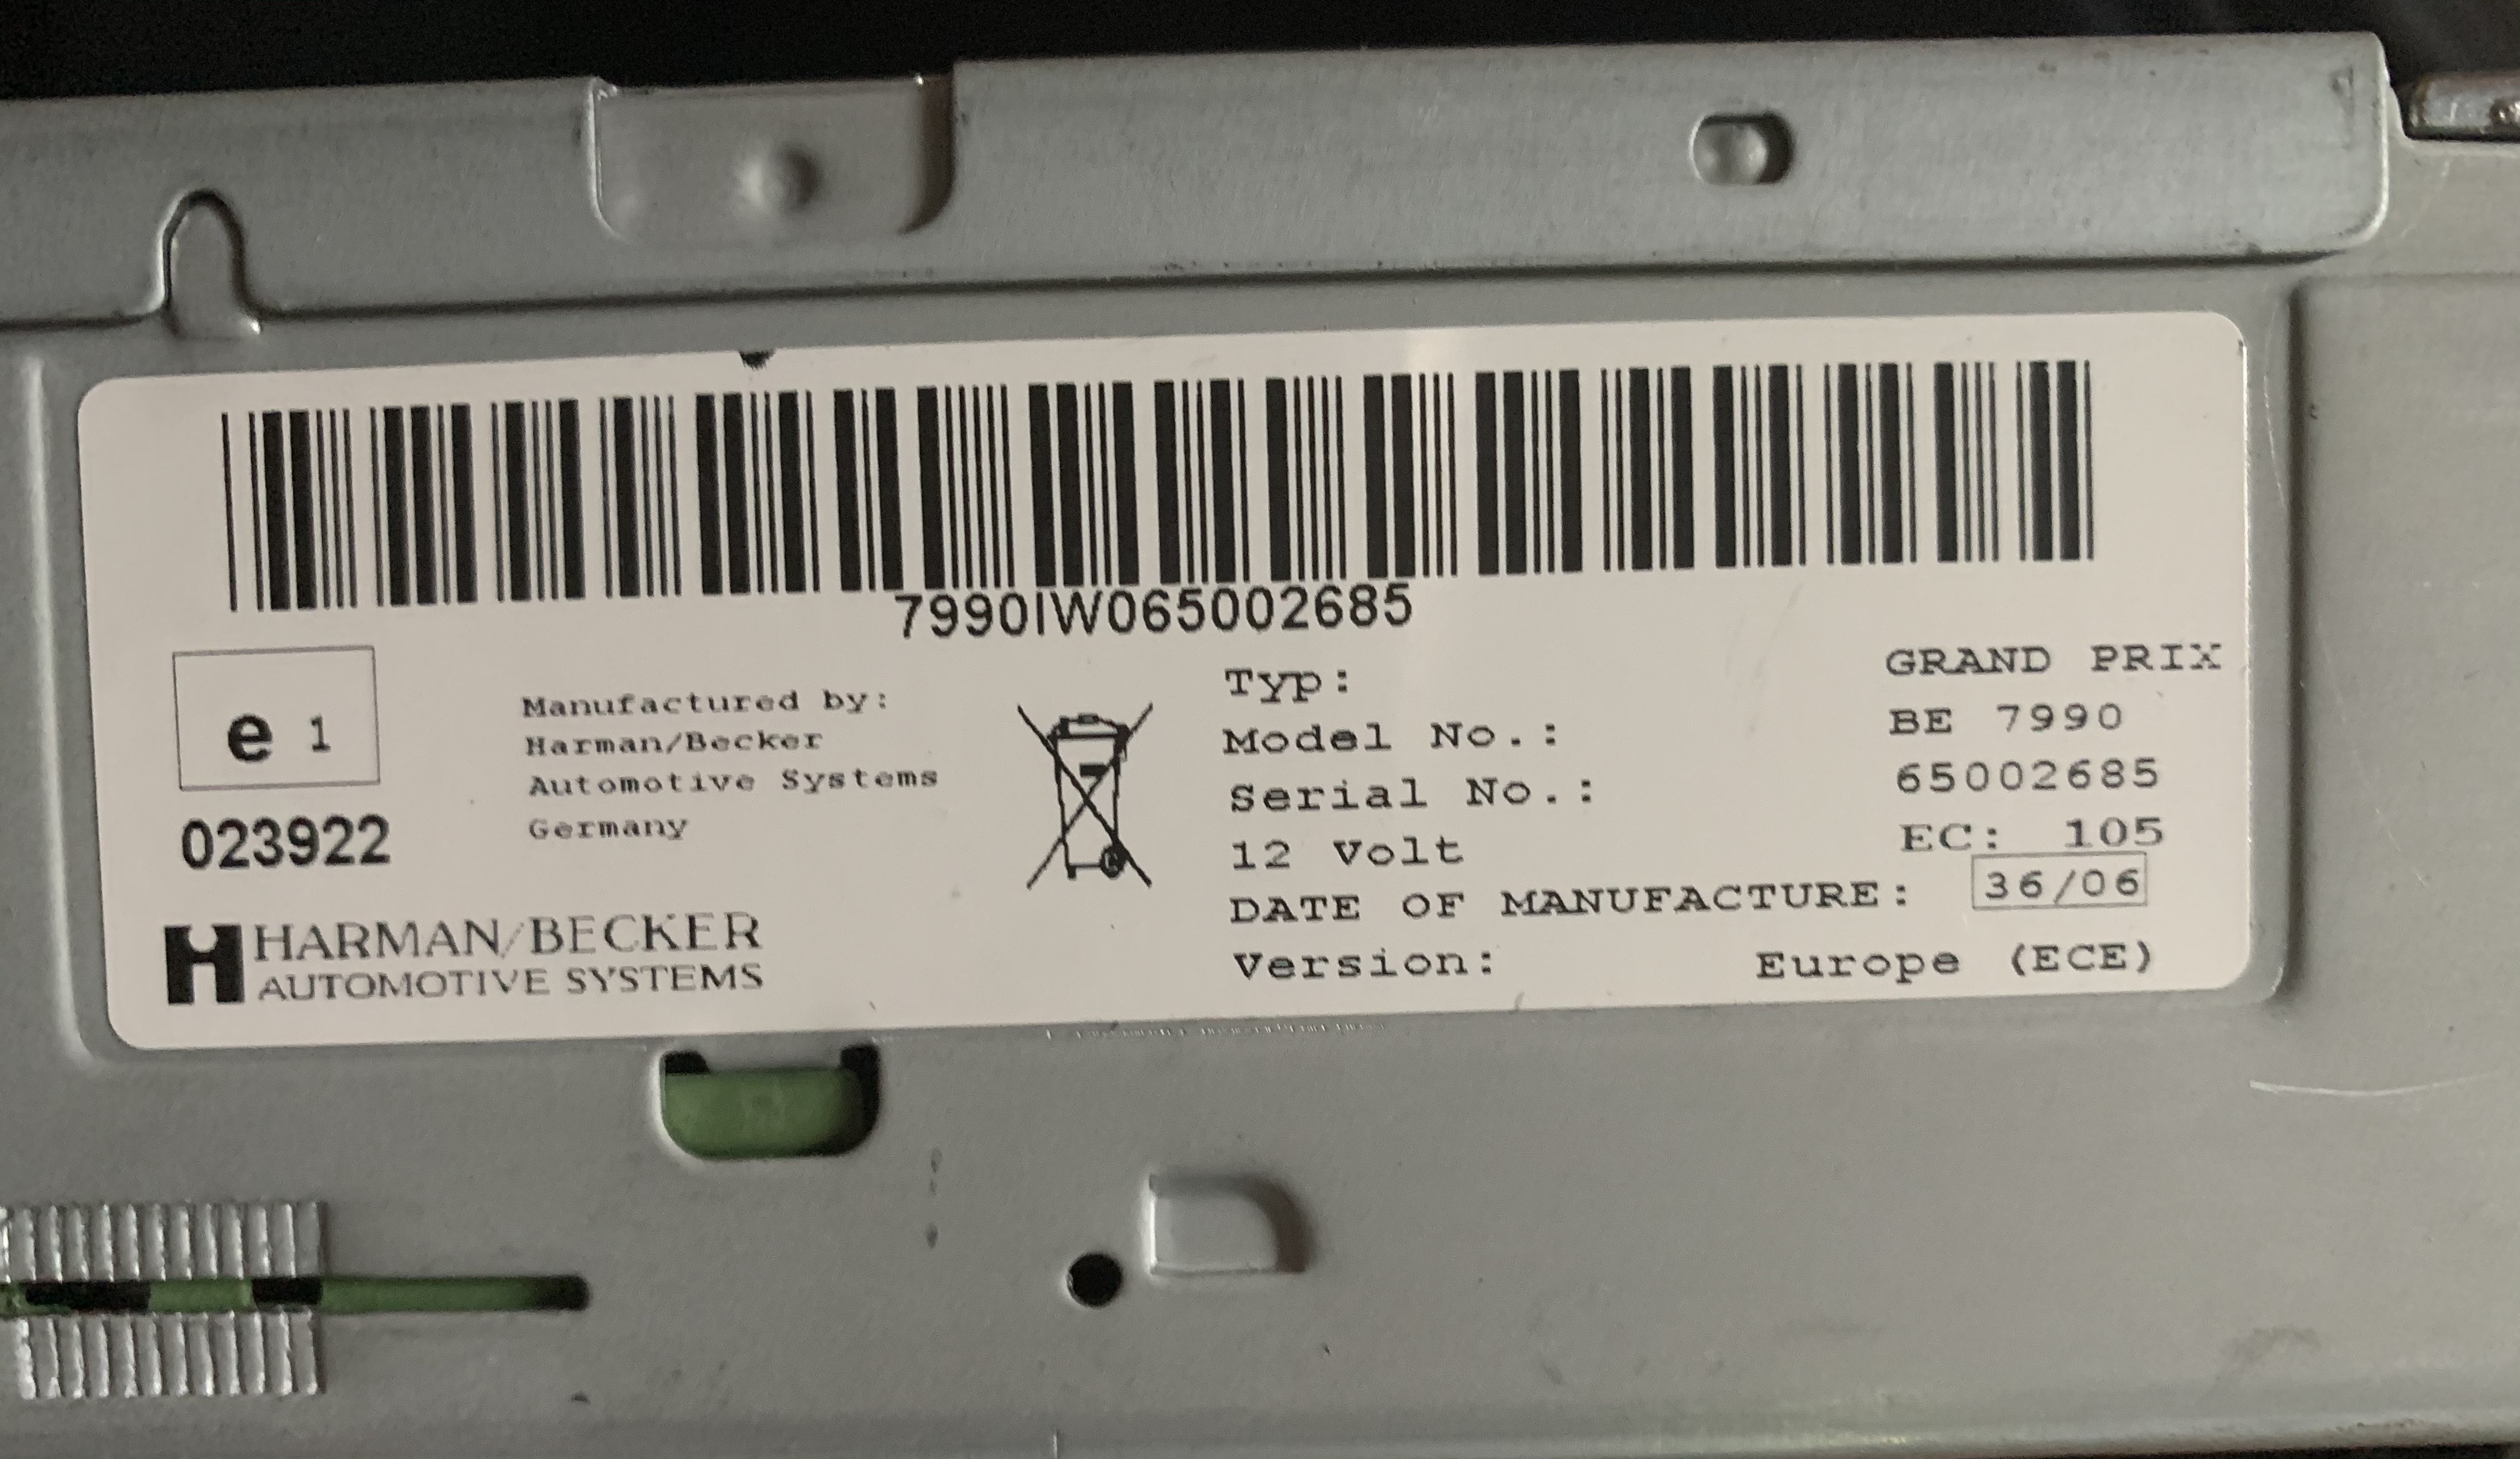 7990IW065002685
e 1
023922
Manufactured by:
Harman/Becker
Automotive Systems
Germany
HARMAN/BECKER
AUTOMOTIVE SYSTEMS
Typ: GRAND PRIX
Model No.: BE 7990
Serial No.: 65002685
12 Volt EC: 105
DATE OF MANUFACTURE: 36/06
Version: Europe (ECE)